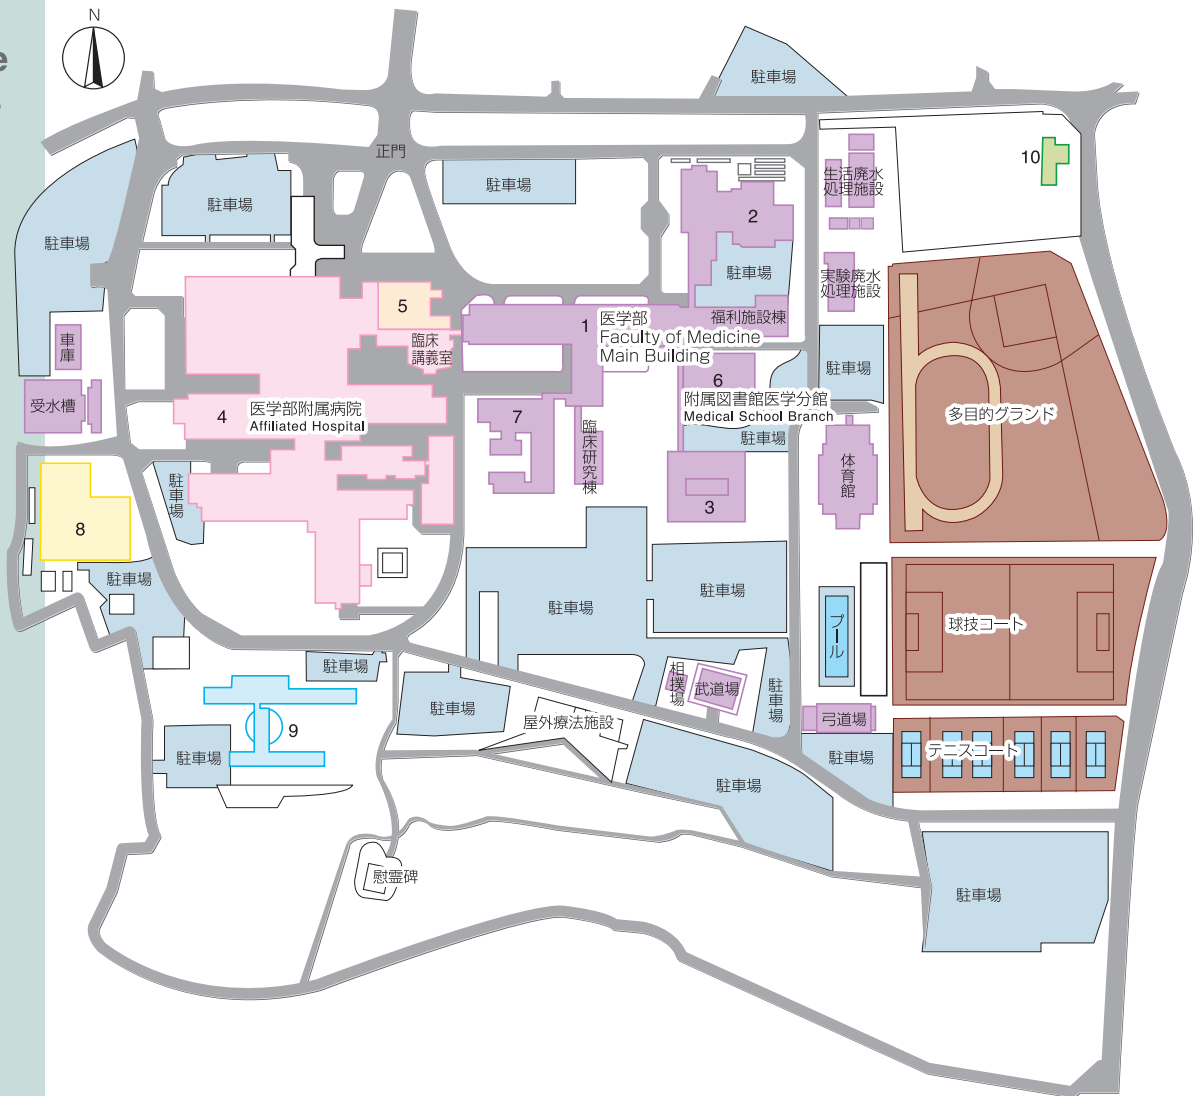 e
N
駐車場
正門
10
生活廃水
処理施設
駐車場
駐車場
2
駐車場
駐車場
実験廃水
処理施設
5
1
医学部
Faculty of Medicine
Main Building
福利施設棟
臨床
講義室
車庫
駐車場
6
附属図書館医学分館
Medical School Branch
受水槽
4
医学部附属病院
Affiliated Hospital
7
臨床研究棟
駐車場
多目的グランド
体育館
駐車場
3
8
駐車場
駐車場
駐車場
プール
球技コート
駐車場
相撲場
武道場
駐車場
駐車場
屋外療法施設
弓道場
9
駐車場
駐車場
テニスコート
駐車場
慰霊碑
駐車場